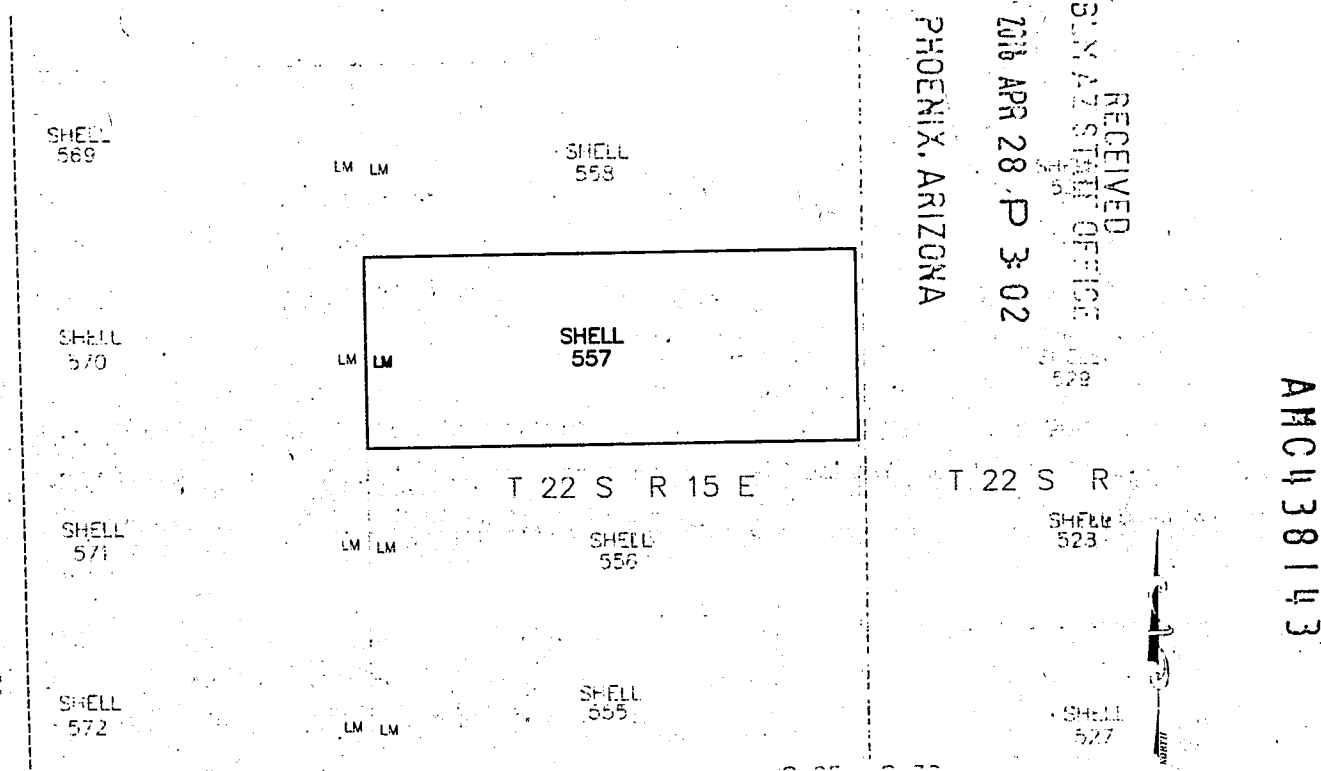 RECEIVED
BLM AZ STATE OFFICE
APR 28 P 3:02
PHOENIX, ARIZONA
AMC438143
SHELL
569
LM LM
SHELL
558
SHELL
570
LM LM
SHELL
557
529
T 22 S R 15 E
T 22 S R
SHELL
571
LM LM
SHELL
556
SHELL
523
SHELL
572
LM LM
SHELL
555
SHELL
527
NORTH